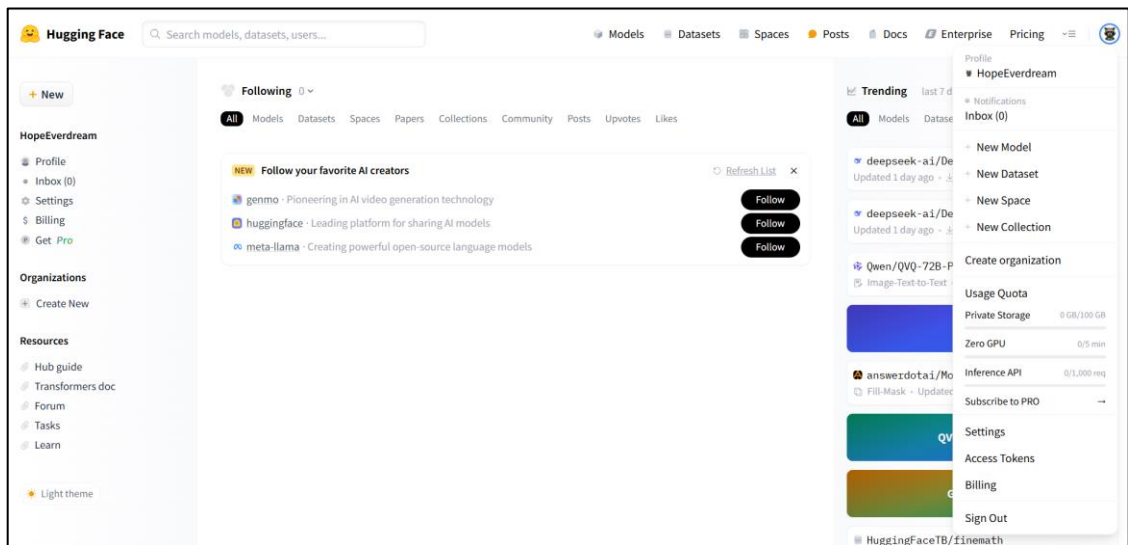 Hugging Face
Search models, datasets, users...
Models Datasets Spaces Posts Docs Enterprise Pricing
+ New
HopeEverdream
Profile
Inbox (0)
Settings
$ Billing
Get Pro
Organizations
Create New
Resources
Hub guide
Transformers doc
Forum
Tasks
Learn
Light theme
Following 0
All Models Datasets Spaces Papers Collections Community Posts Upvotes Likes
NEW Follow your favorite AI creators Refresh List ×
genmo · Pioneering in AI video generation technology Follow
huggingface · Leading platform for sharing AI models Follow
meta-llama · Creating powerful open-source language models Follow
Trending last 7 d
All Models Datase
deepseek-ai/De
Updated 1 day ago
deepseek-ai/De
Updated 1 day ago
Qwen/QVQ-72B-P
Image-Text-to-Text
answerdotai/Mo
Fill-Mask • Updated
QV
G
HuggingFaceTB/finemath
Profile
HopeEverdream
Notifications
Inbox (0)
+ New Model
+ New Dataset
+ New Space
+ New Collection
Create organization
Usage Quota
Private Storage 0 GB/100 GB
Zero GPU 0/5 min
Inference API 0/1,000 req
Subscribe to PRO →
Settings
Access Tokens
Billing
Sign Out